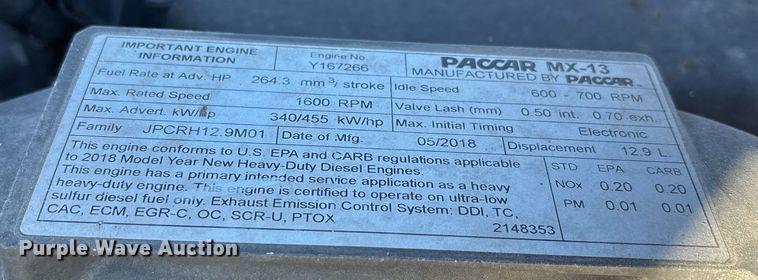 IMPORTANT ENGINE INFORMATION
Engine No. Y167266
PACCAR MX-13
MANUFACTURED BY PACCAR
Fuel Rate at Adv. HP 264.3 mm³/ stroke
Idle Speed 600 - 700 RPM
Max. Rated Speed 1600 RPM
Valve Lash (mm) 0.50 int. 0.70 exh.
Max. Advert. kW/hp 340/455 kW/hp
Max. Initial Timing Electronic
Family JPCRH12.9M01
Date of Mfg. 05/2018
Displacement 12.9 L.
This engine conforms to U.S. EPA and CARB regulations applicable
to 2018 Model Year New Heavy-Duty Diesel Engines.
This engine has a primary intended service application as a heavy
heavy-duty engine. This engine is certified to operate on ultra-low
sulfur diesel fuel only. Exhaust Emission Control System: DDI, TC,
CAC, ECM, EGR-C, OC, SCR-U, PTOX
STD EPA CARB
NOx 0.20 0.20
PM 0.01 0.01
2148353
Purple Wave Auction